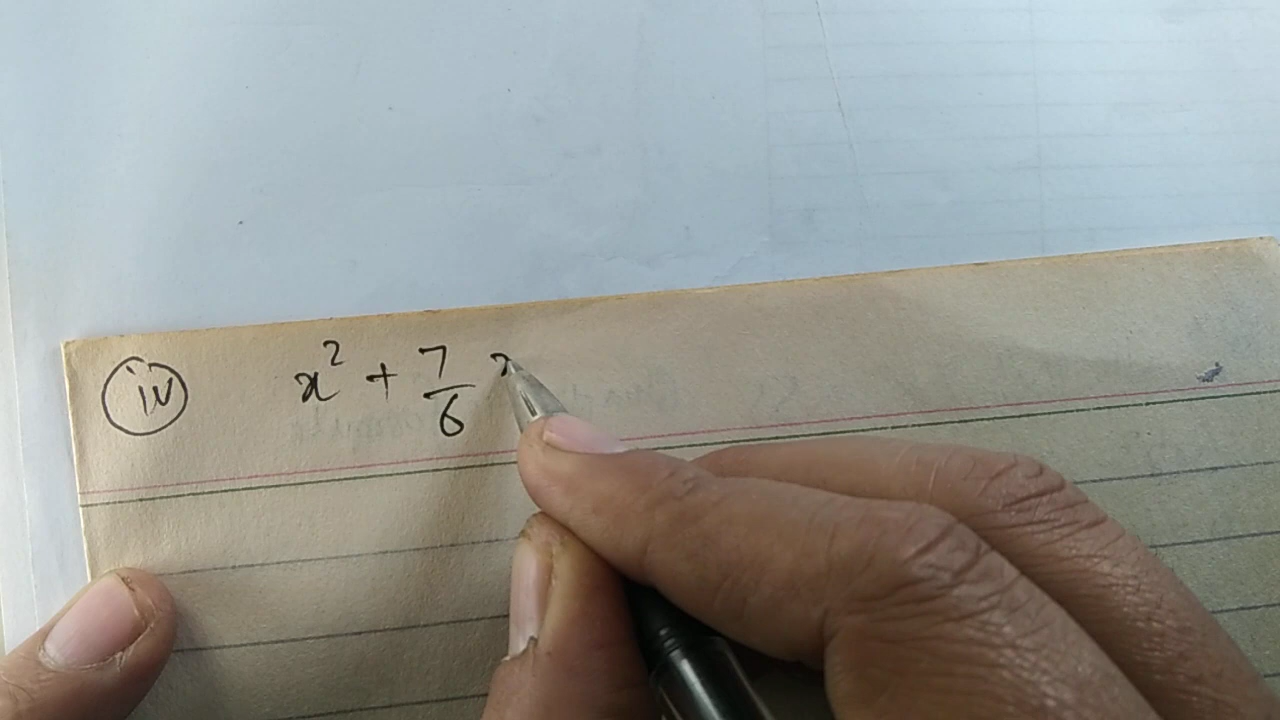 (iv) x² + 7/6 x